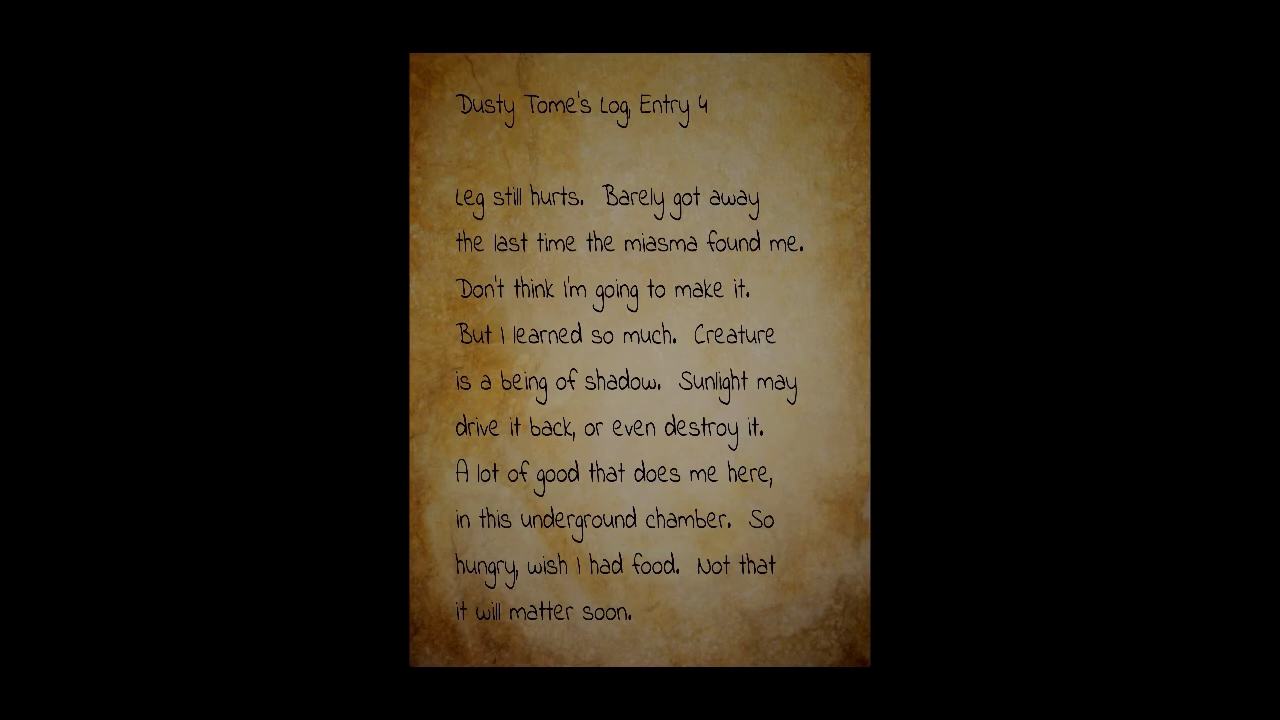 Dusty Tome's Log, Entry 4
Leg still hurts.  Barely got away
the last time the miasma found me.
Don't think I'm going to make it.
But I learned so much.  Creature
is a being of shadow.  Sunlight may
drive it back, or even destroy it.
A lot of good that does me here,
in this underground chamber.  So
hungry, wish I had food.  Not that
it will matter soon.